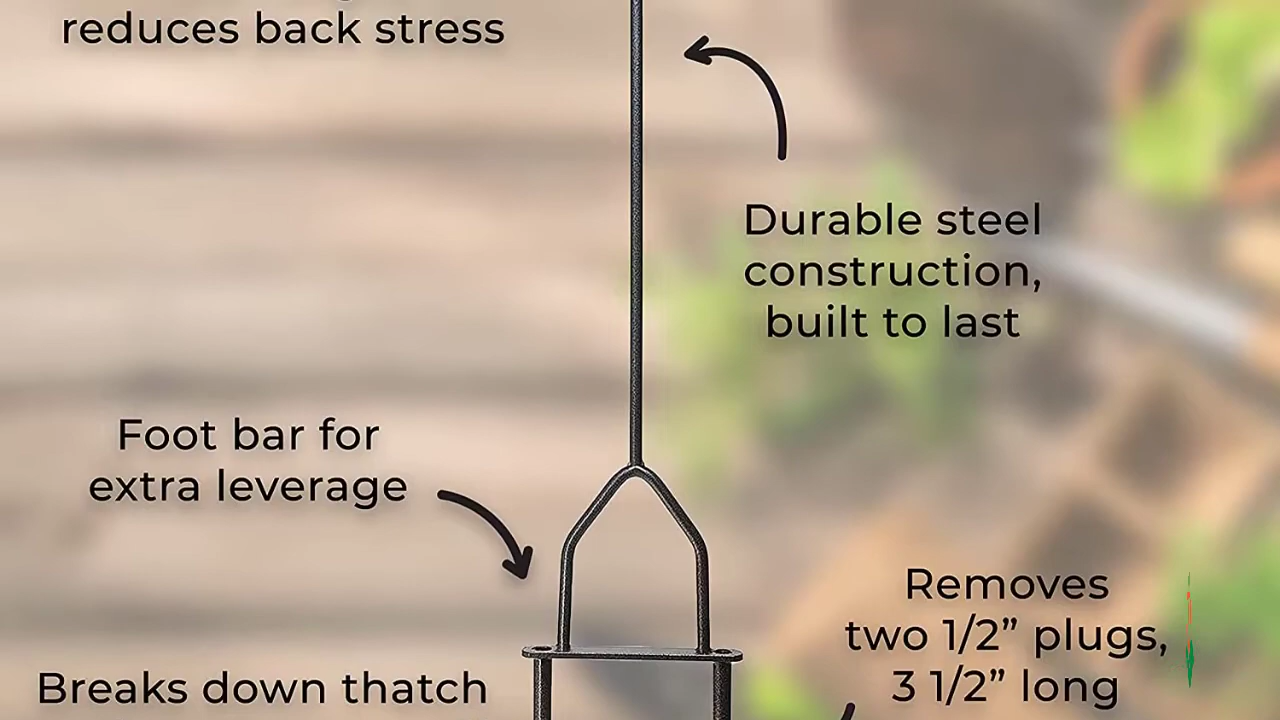 reduces back stress
Durable steel
construction,
built to last
Foot bar for
extra leverage
Removes
two 1/2” plugs,
3 1/2” long
Breaks down thatch